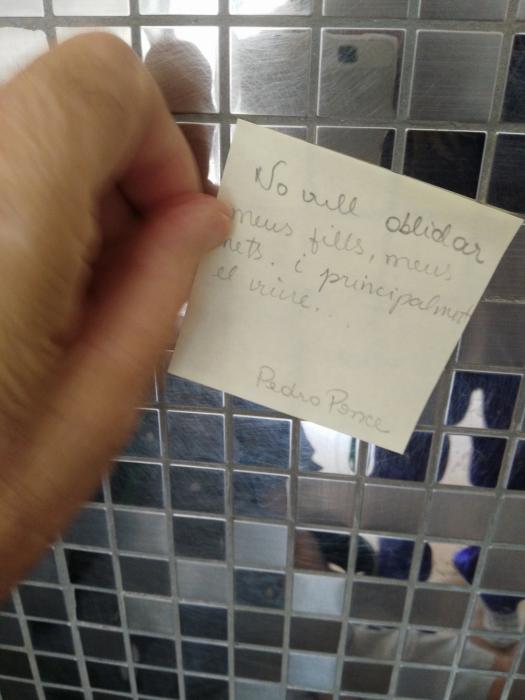 No vull oblidar
meus fills, meus
nets. i principalment
el viure...
Pedro Ponce